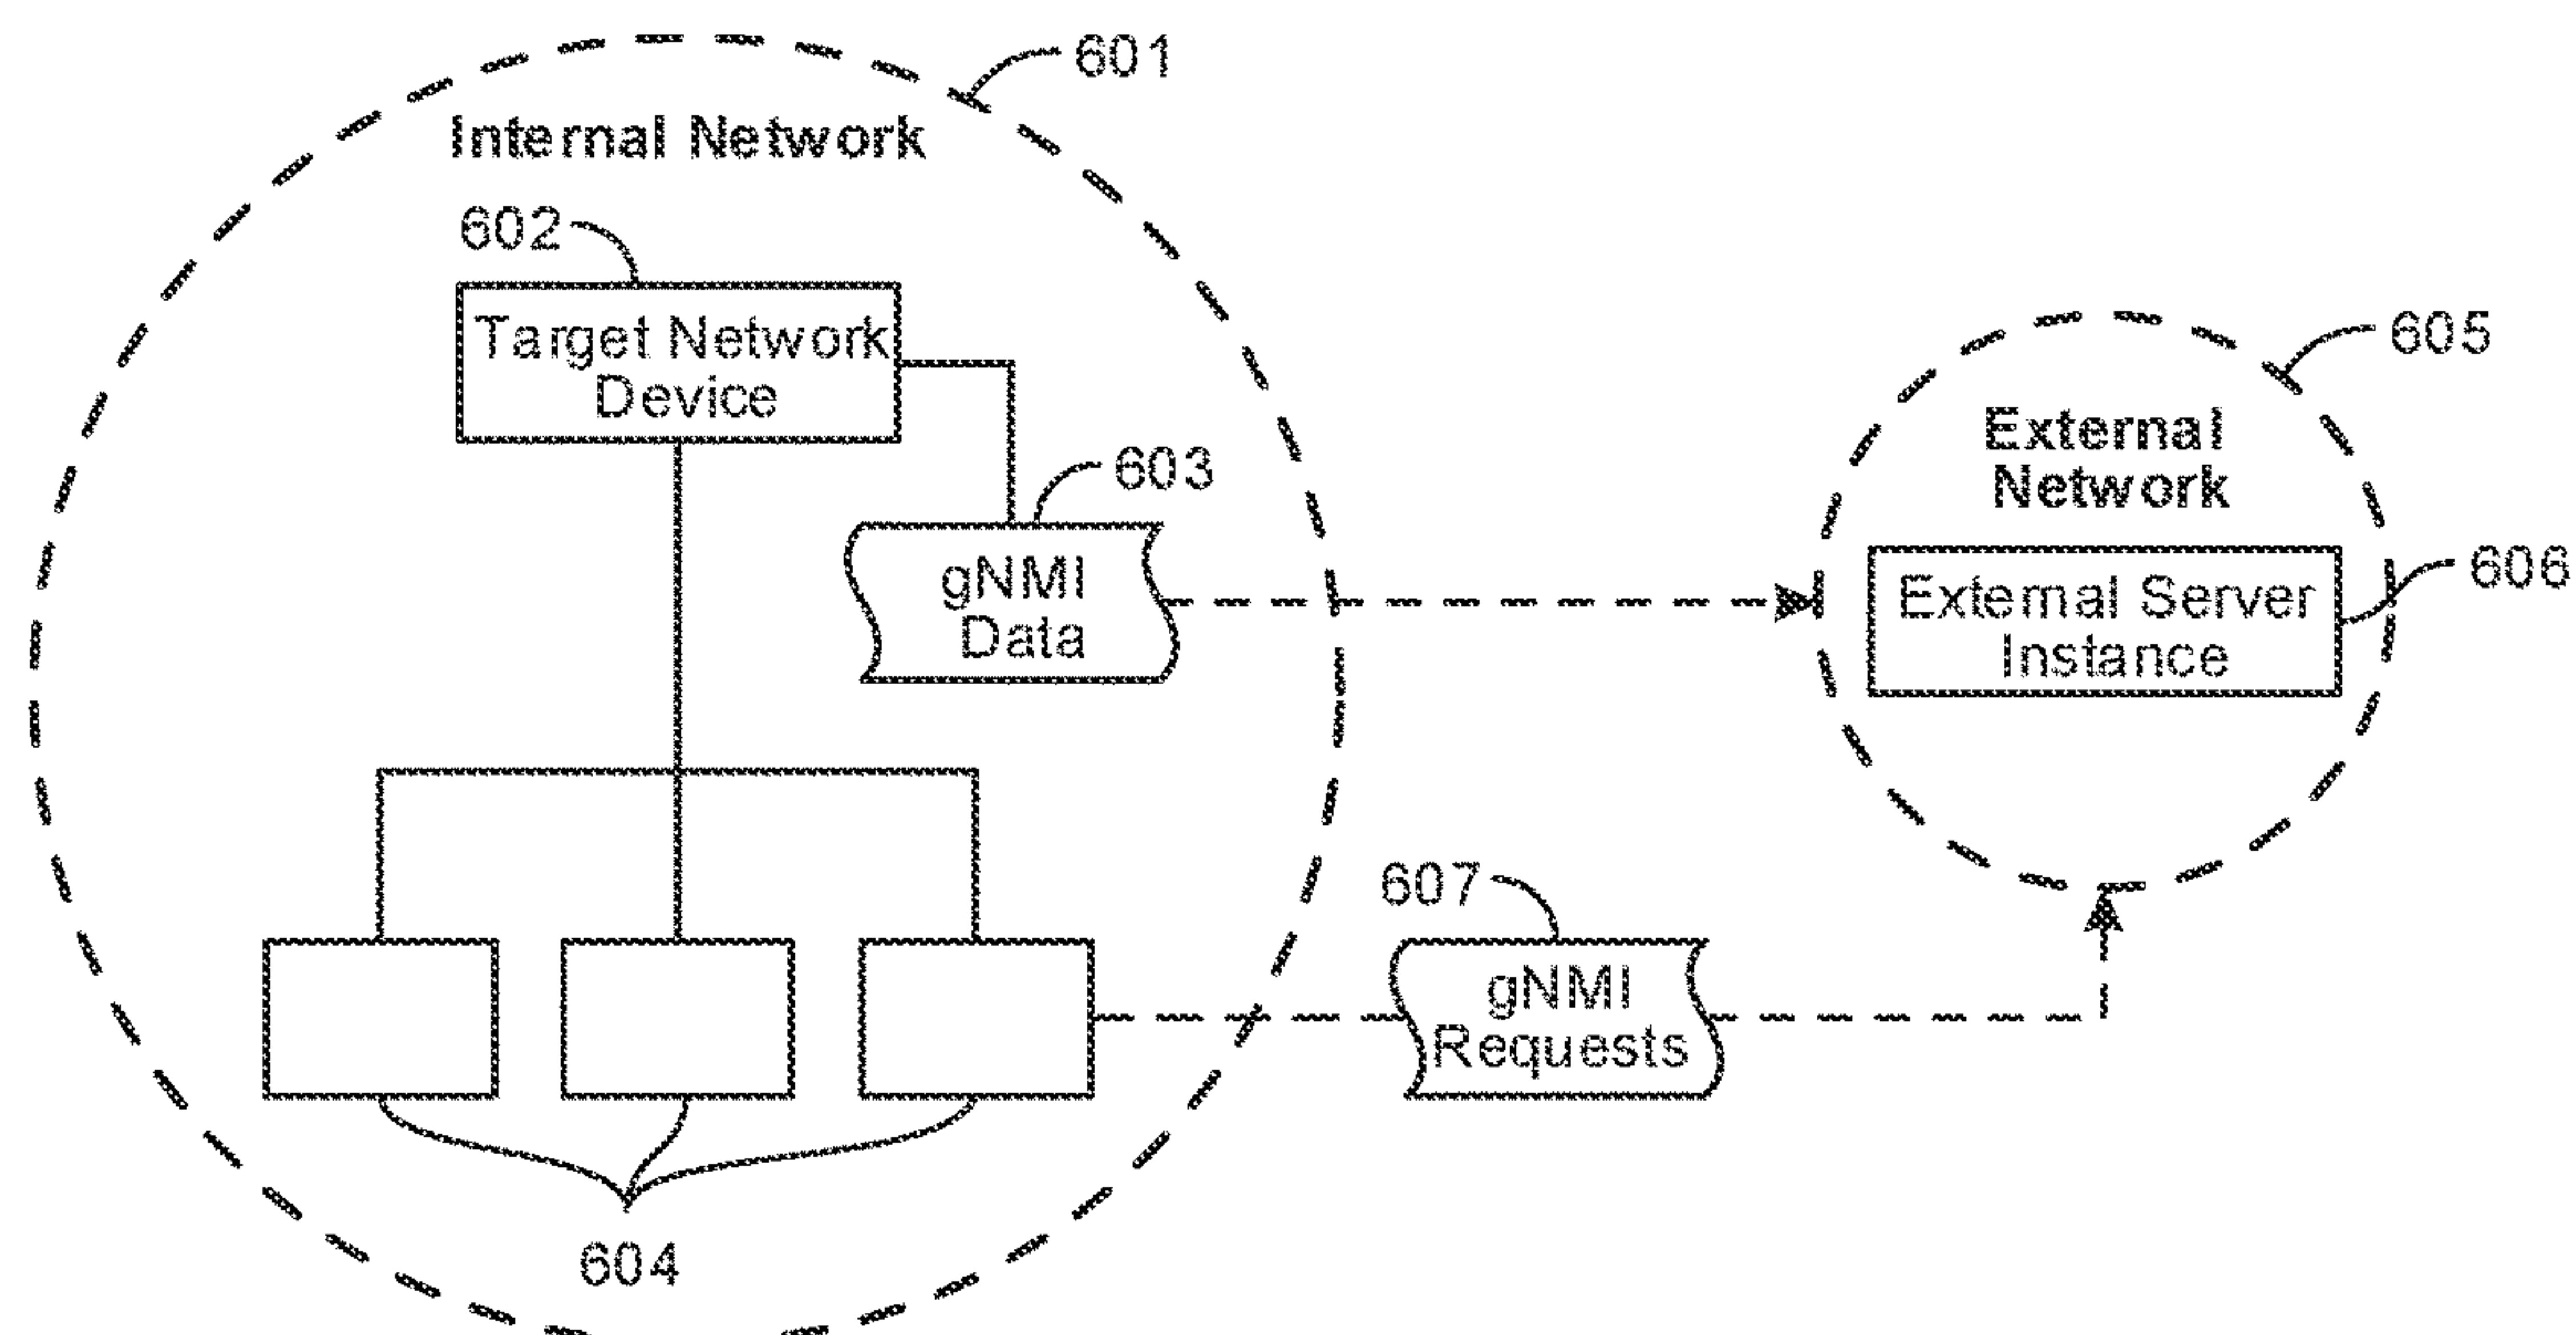 601
Internal Network
602
Target Network
Device
603
gNMI
Data
604
605
External
Network
External Server
Instance
606
607
gNMI
Requests